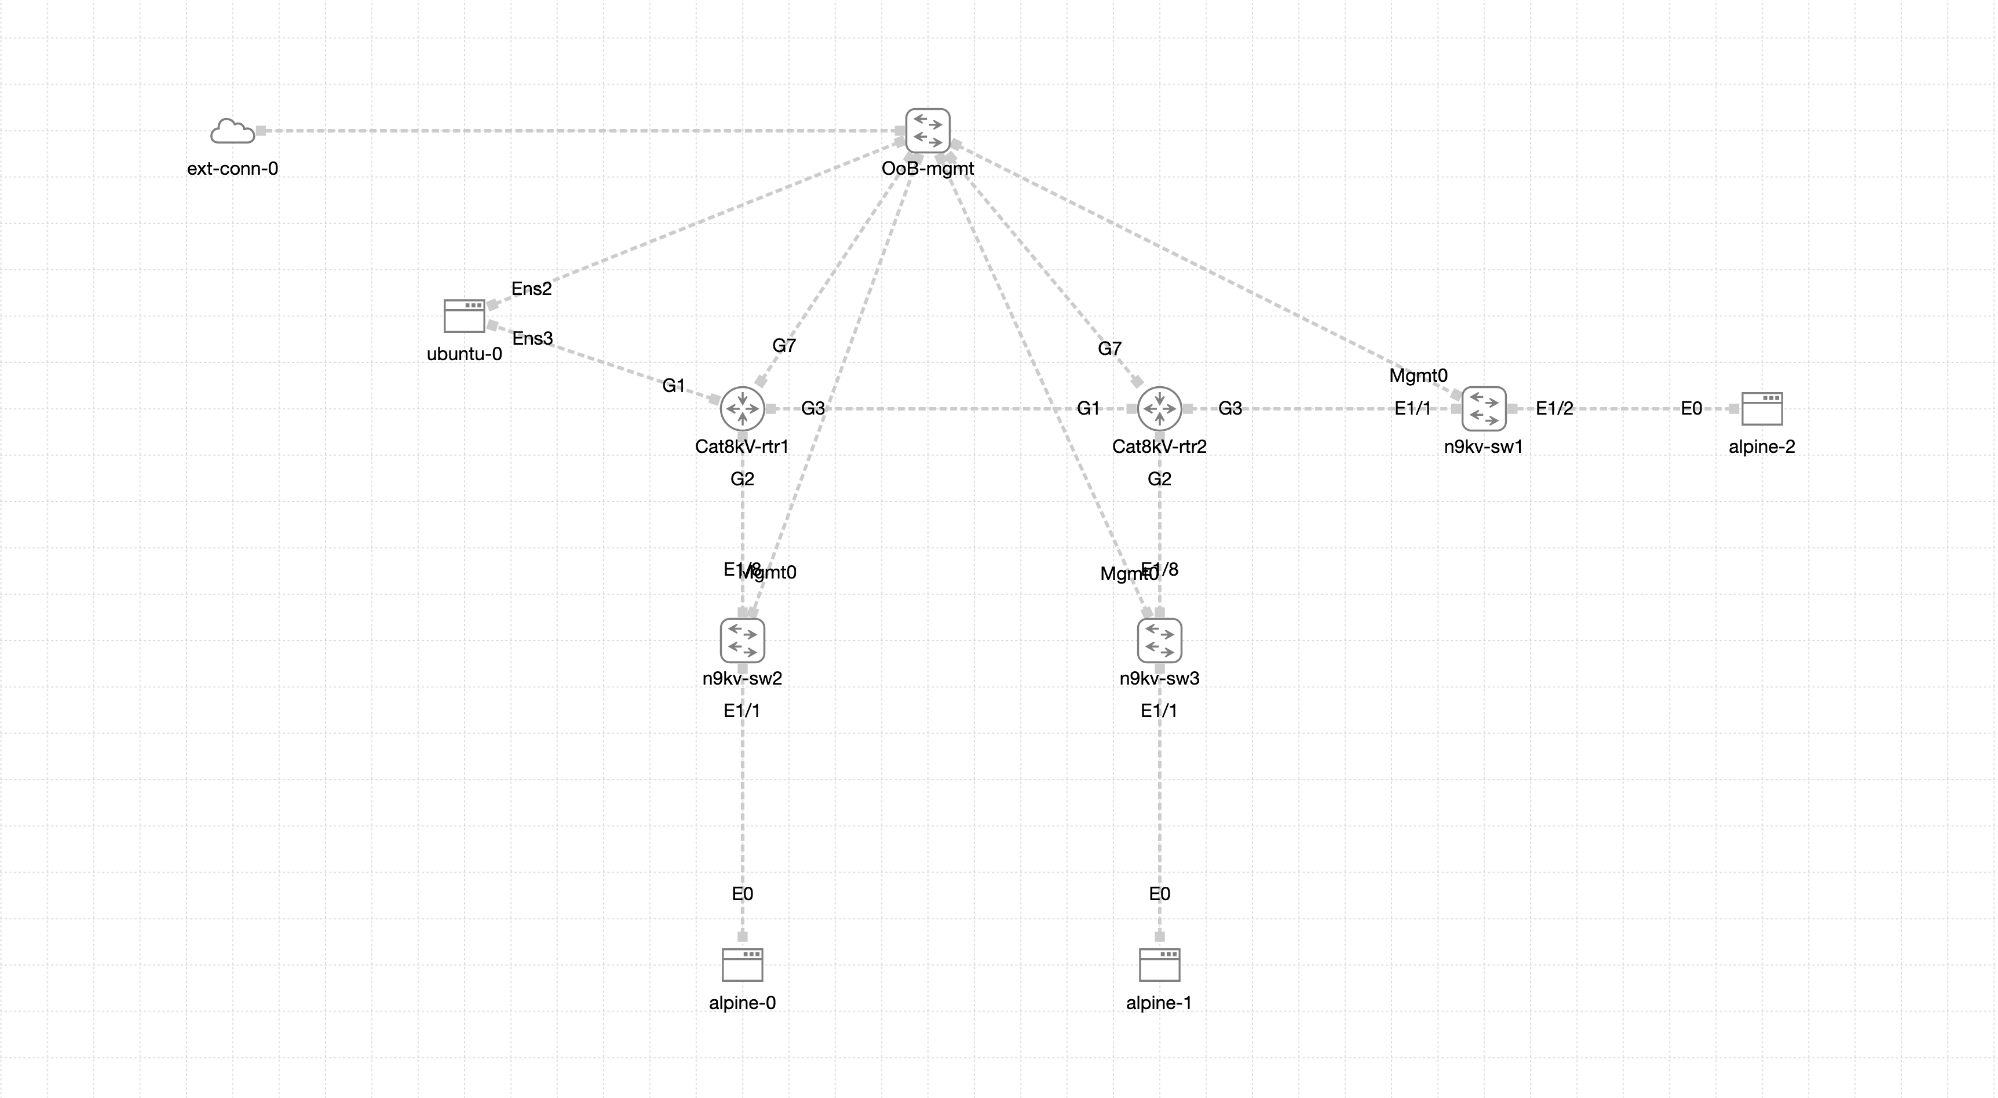 ext-conn-0
OoB-mgmt
Ens2
Ens3
ubuntu-0
G7
G7
G1
Mgmt0
G3
G1
G3
E1/1
E1/2
E0
Cat8kV-rtr1
Cat8kV-rtr2
n9kv-sw1
alpine-2
G2
G2
E1/8
Mgmt0
Mgmt0
E1/8
n9kv-sw2
n9kv-sw3
E1/1
E1/1
E0
E0
alpine-0
alpine-1